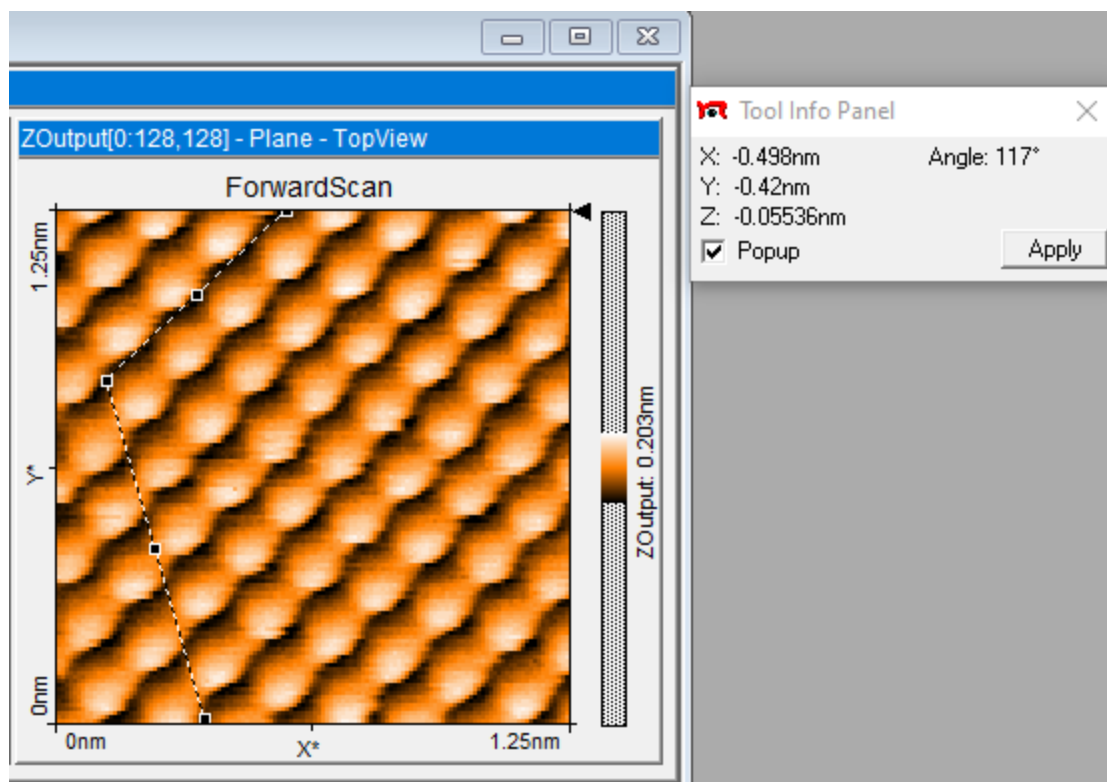 ZOutput[0:128,128] - Plane - TopView
ForwardScan
1.25nm
Y*
0nm
0nm
X*
1.25nm
ZOutput: 0.203nm
Tool Info Panel
X: -0.498nm Angle: 117°
Y: -0.42nm
Z: -0.05536nm
Popup Apply